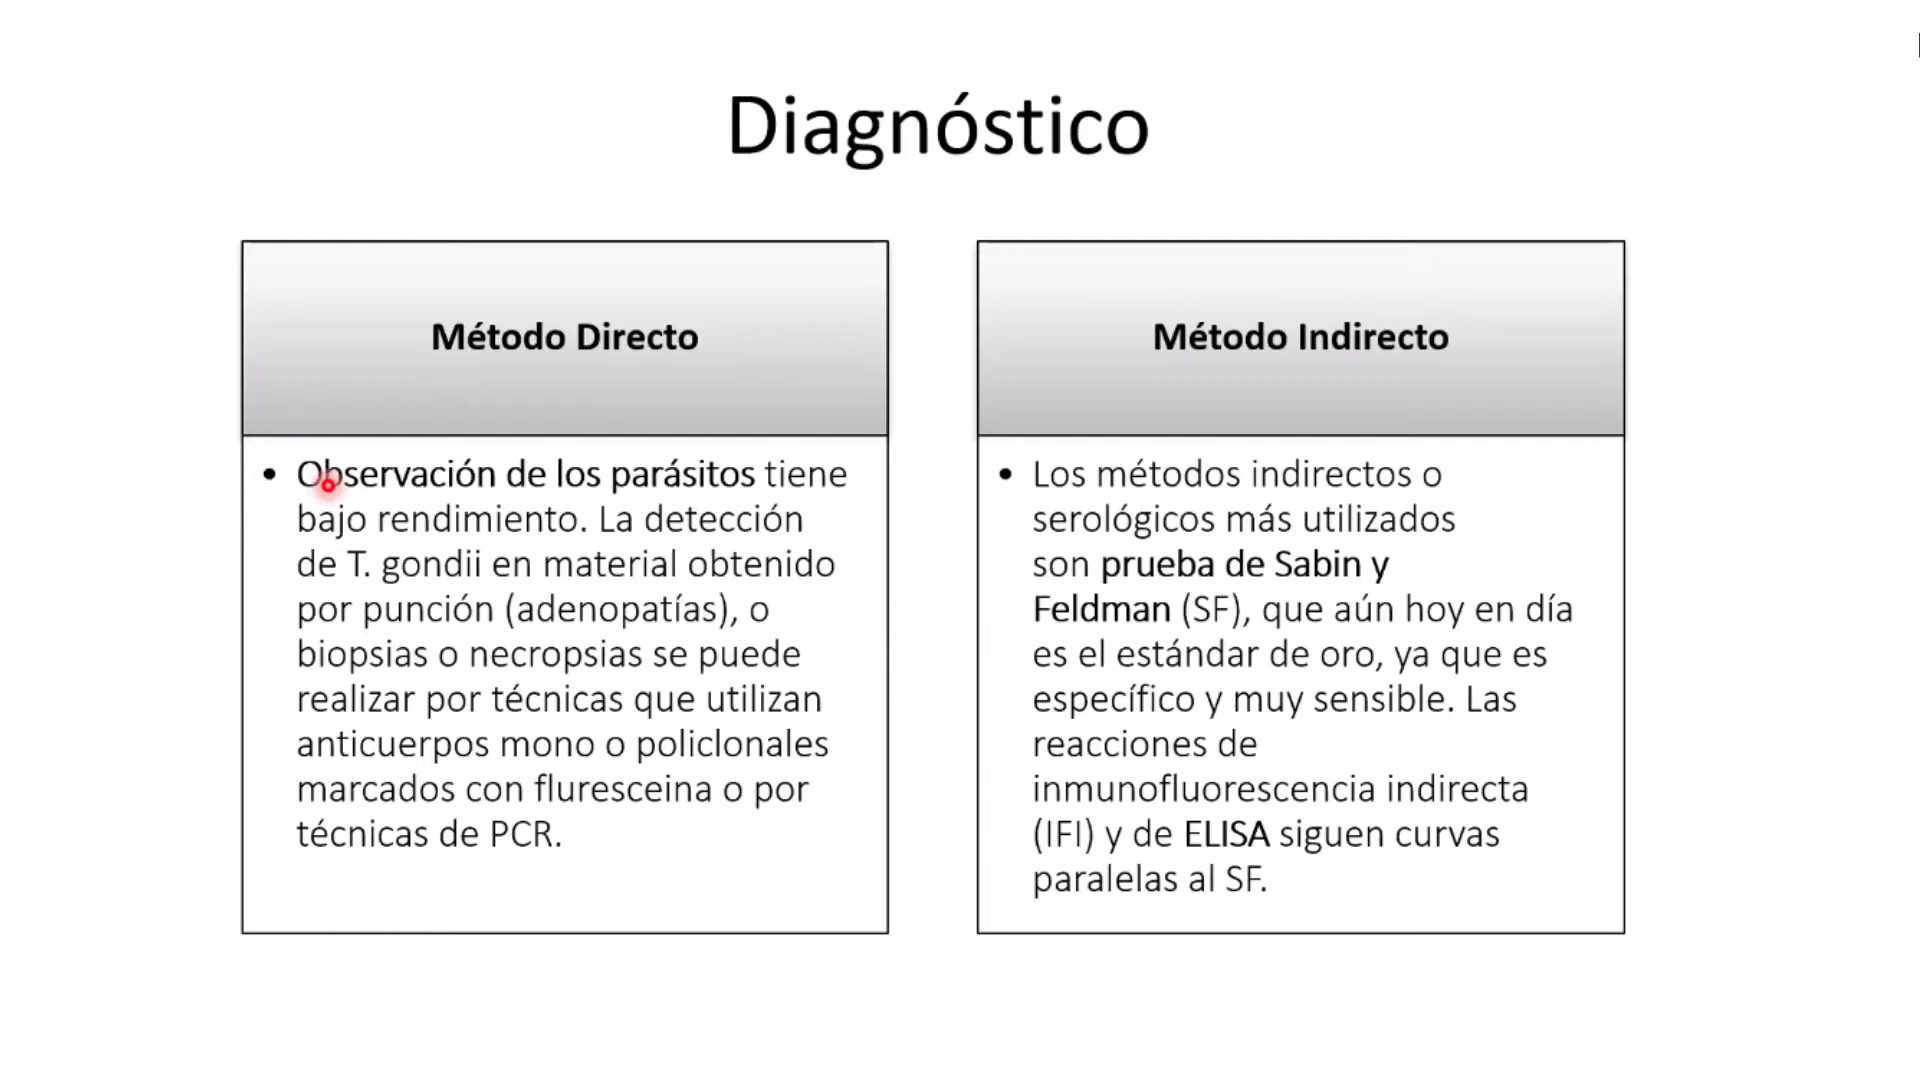 Diagnóstico
Método Directo
• Observación de los parásitos tiene
bajo rendimiento. La detección
de T. gondii en material obtenido
por punción (adenopatías), o
biopsias o necropsias se puede
realizar por técnicas que utilizan
anticuerpos mono o policlonales
marcados con fluresceina o por
técnicas de PCR.
Método Indirecto
• Los métodos indirectos o
serológicos más utilizados
son prueba de Sabin y
Feldman (SF), que aún hoy en día
es el estándar de oro, ya que es
específico y muy sensible. Las
reacciones de
inmunofluorescencia indirecta
(IFI) y de ELISA siguen curvas
paralelas al SF.